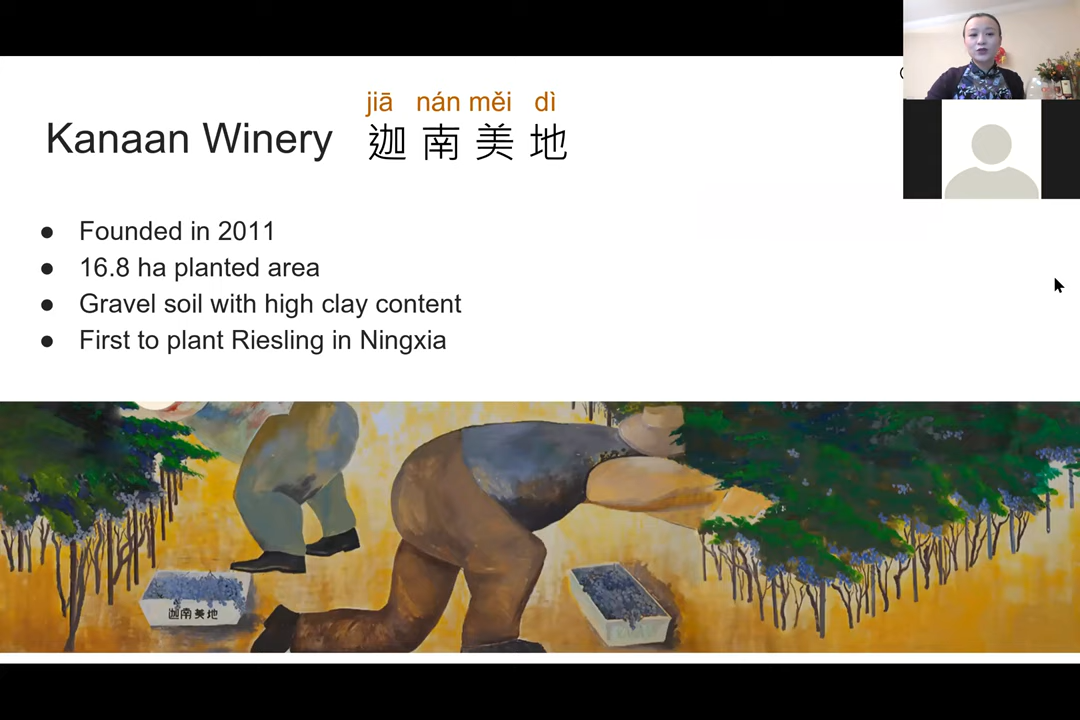 jiā nán měi dì
Kanaan Winery 迦南美地
● Founded in 2011
● 16.8 ha planted area
● Gravel soil with high clay content
● First to plant Riesling in Ningxia
迦南美地